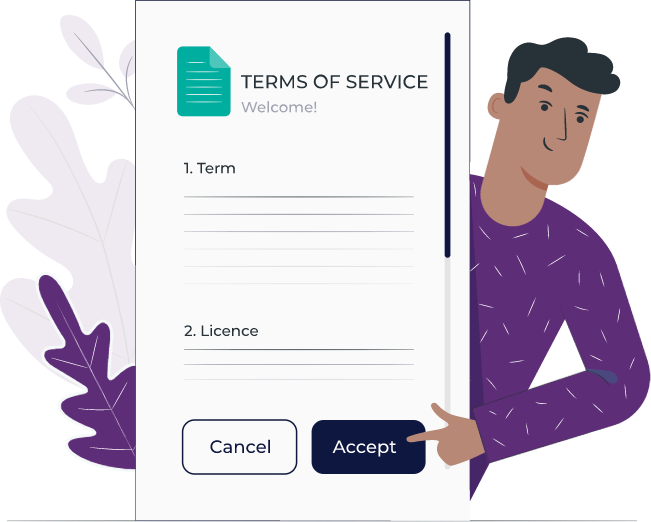 TERMS OF SERVICE
Welcome!
1. Term
2. Licence
Cancel
Accept